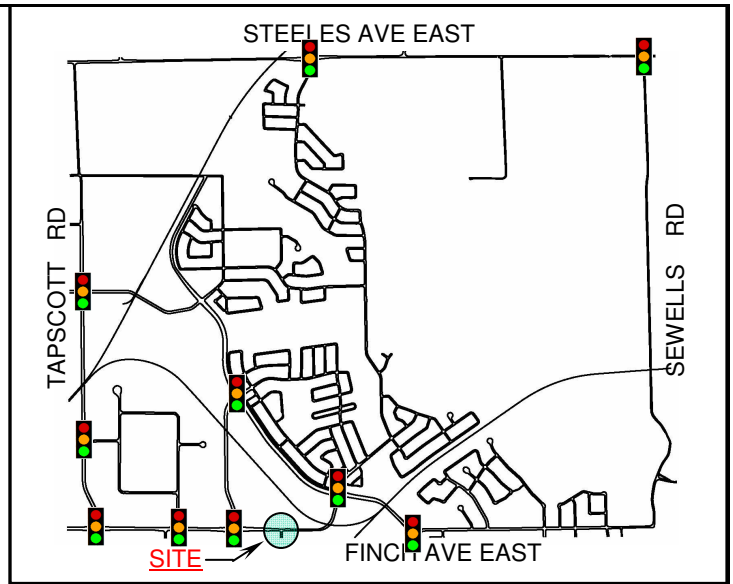 STEELES AVE EAST
TAPSCOTT RD
SEWELLS RD
SITE
FINCH AVE EAST